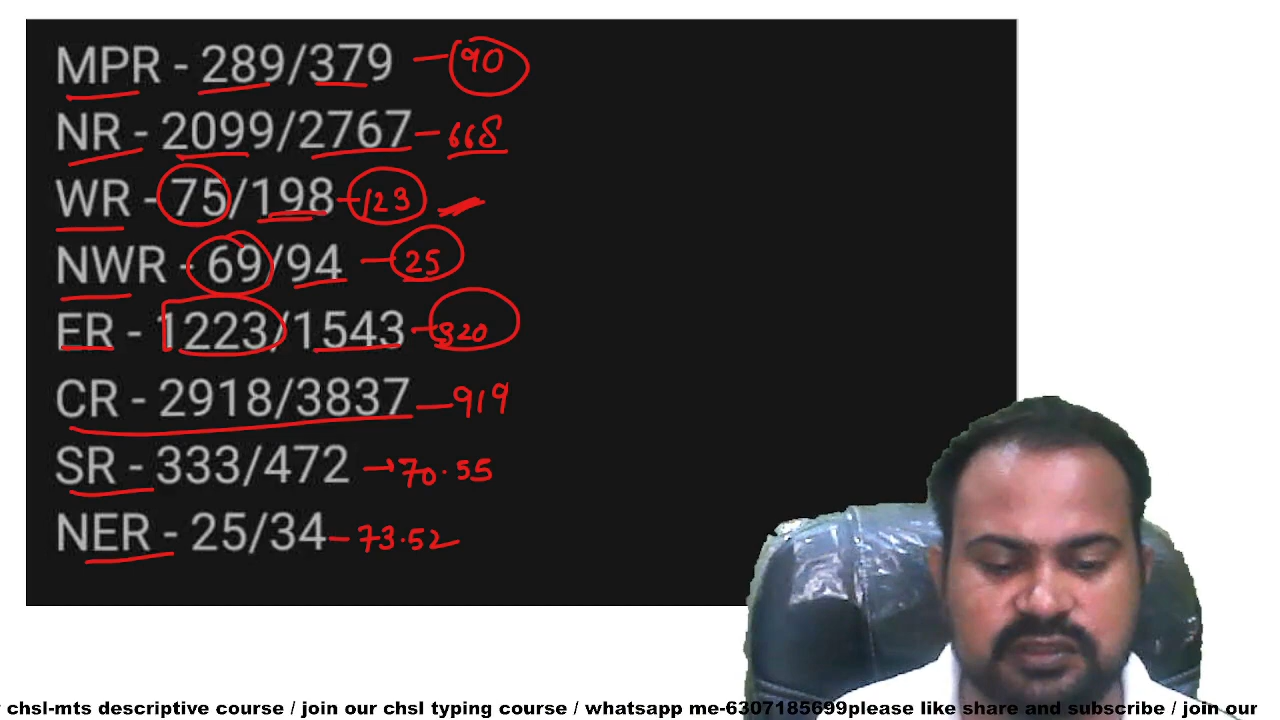 MPR - 289/379 - 90
NR - 2099/2767 - 668
WR - 75/198 - 123
NWR - 69/94 - 25
ER - 1223/1543 - 320
CR - 2918/3837 - 919
SR - 333/472 → 70.55
NER - 25/34 - 73.52
chsl-mts descriptive course / join our chsl typing course / whatsapp me-6307185699please like share and subscribe / join our